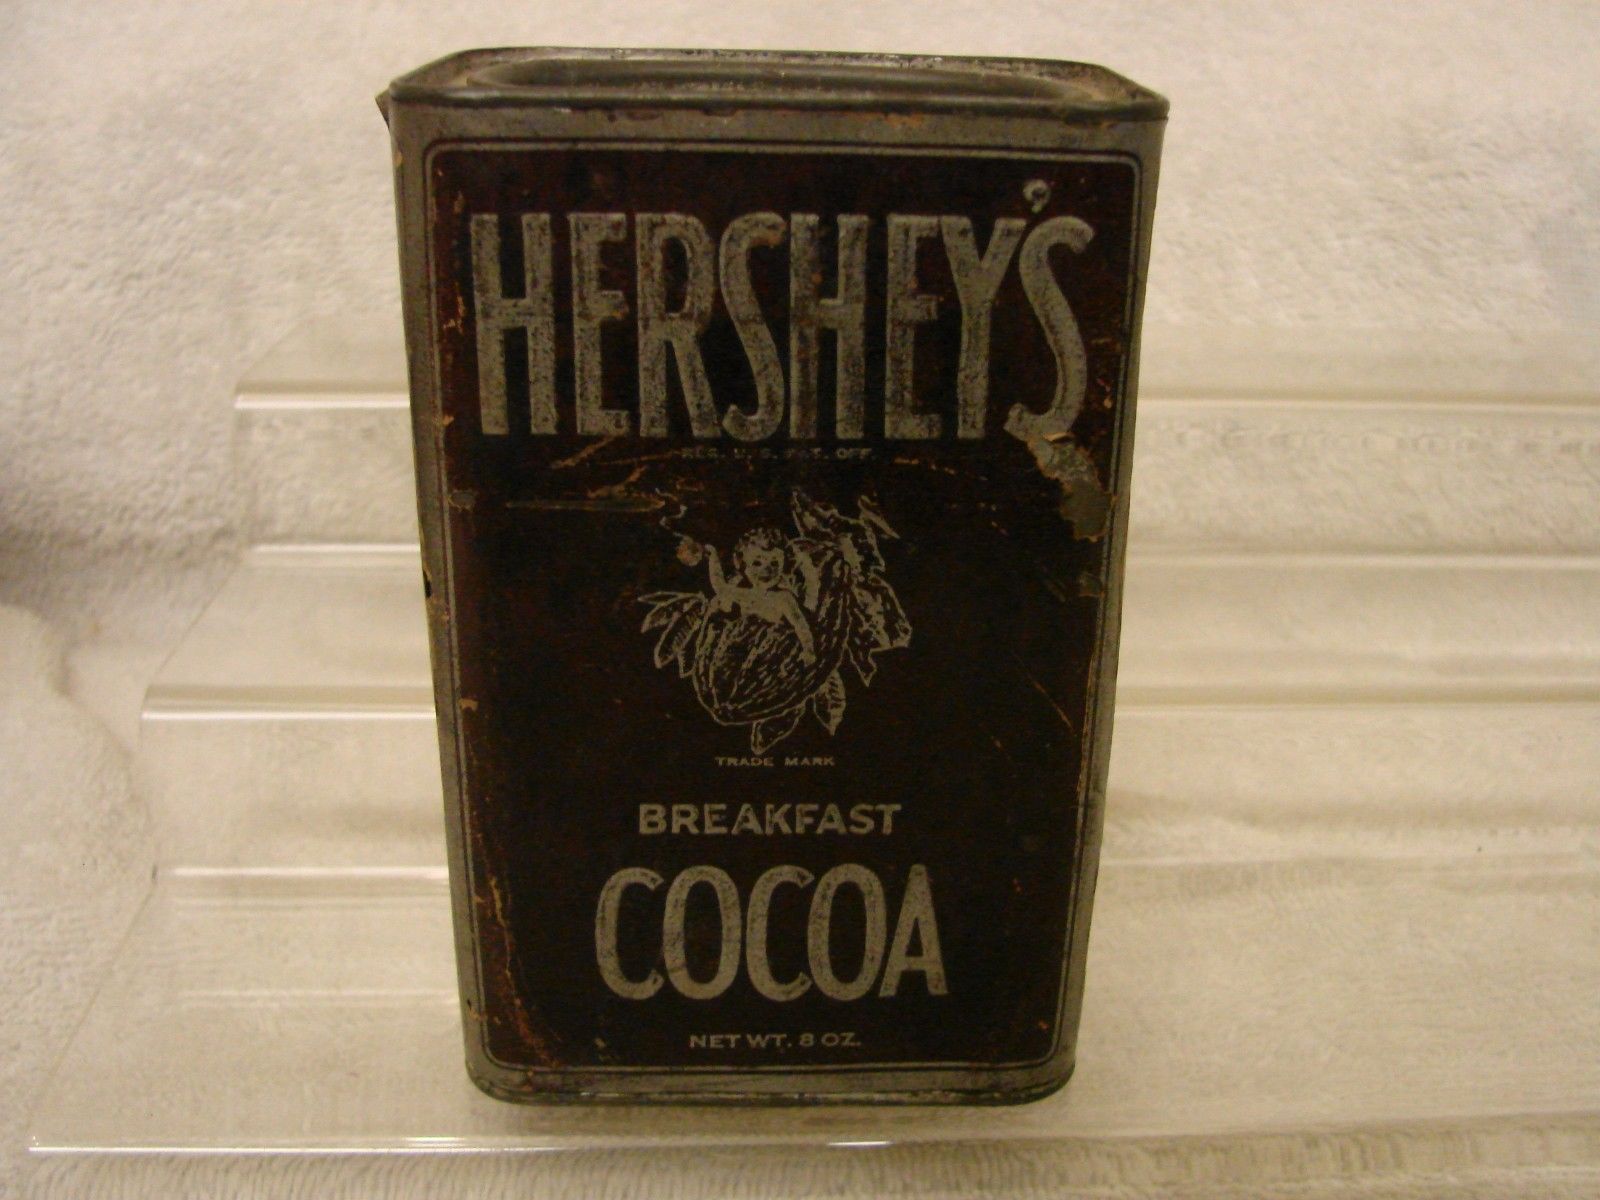 HERSHEY'S
REG. U. S. PAT. OFF.
TRADE MARK
BREAKFAST
COCOA
NET WT. 8 OZ.